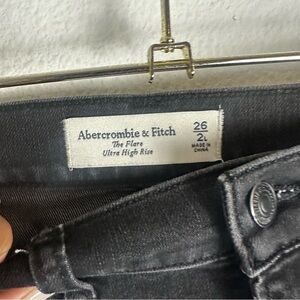 Abercrombie & Fitch
The Flare
Ultra High Rise
26
2L
MADE IN
CHINA